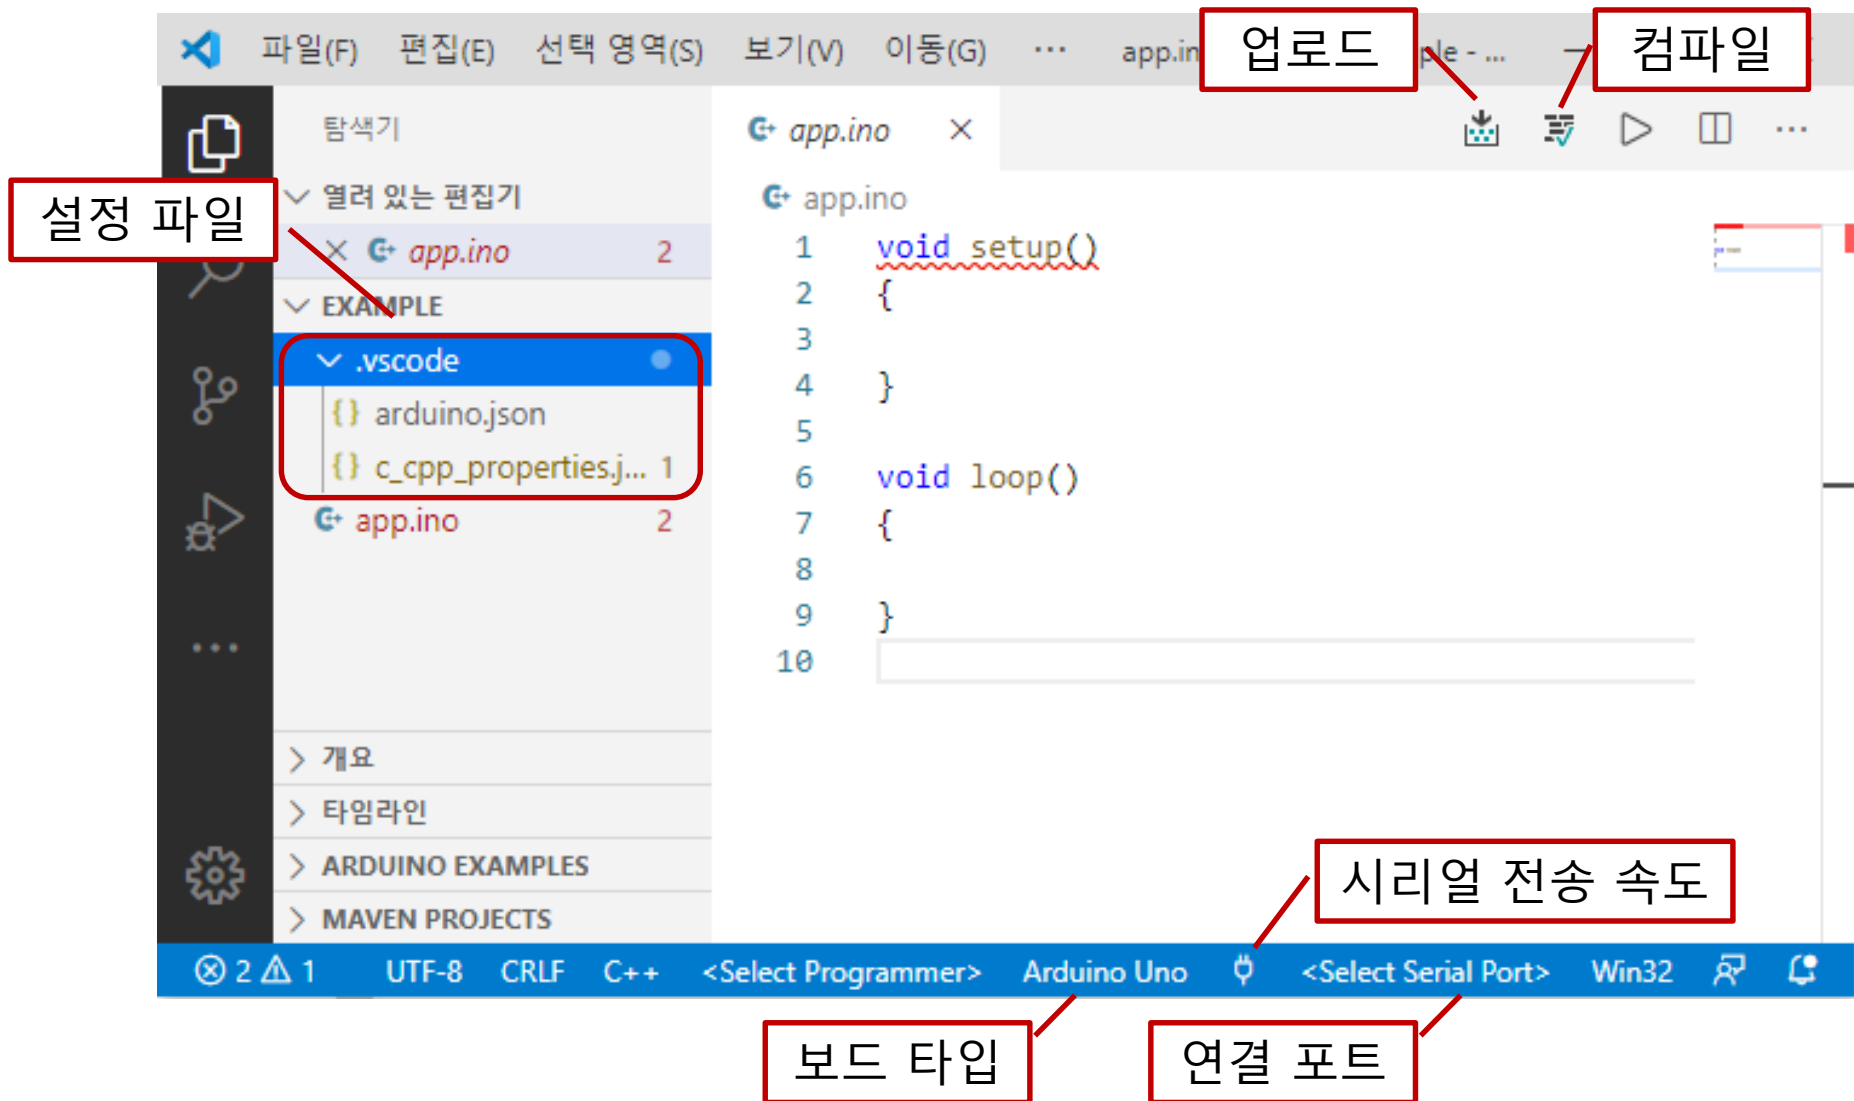 파일(F) 편집(E) 선택 영역(S) 보기(V) 이동(G) ··· app.in 업로드 ple - ... 컴파일
탐색기
app.ino
설정 파일
열려 있는 편집기
app.ino
app.ino 2
EXAMPLE
.vscode
{} arduino.json
{} c_cpp_properties.j... 1
app.ino 2
1 void setup()
2 {
3
4 }
5
6 void loop()
7 {
8
9 }
10
개요
타임라인
ARDUINO EXAMPLES
MAVEN PROJECTS
시리얼 전송 속도
2 1 UTF-8 CRLF C++ <Select Programmer> Arduino Uno <Select Serial Port> Win32
보드 타입
연결 포트